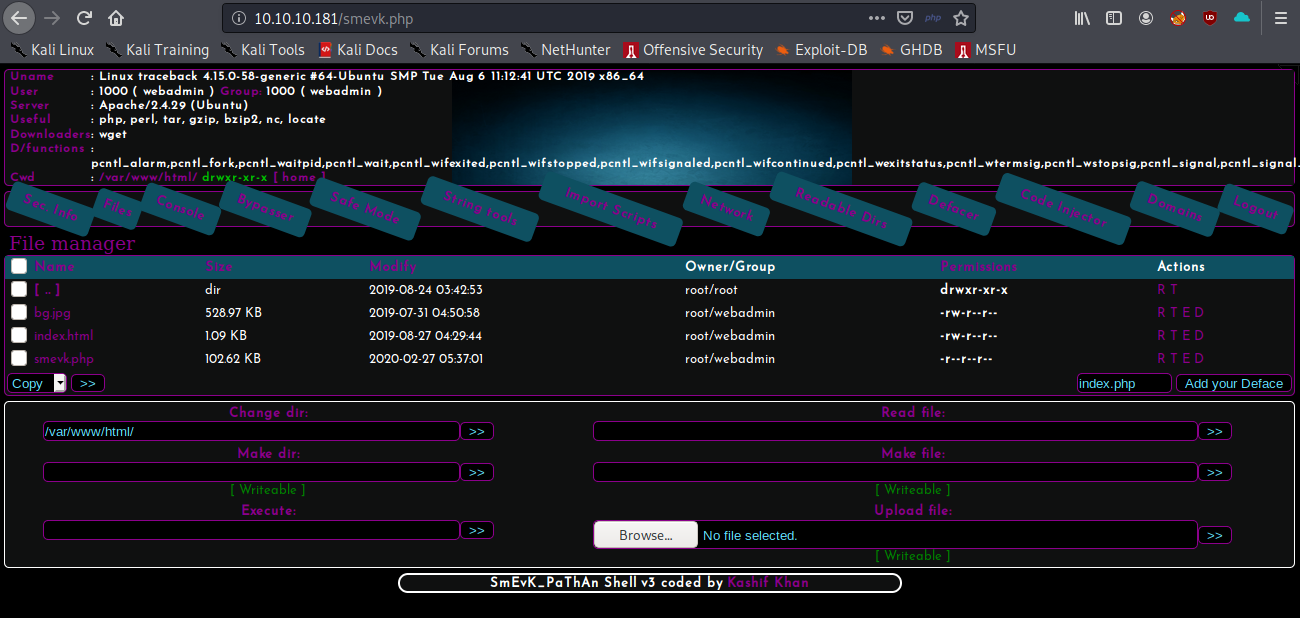 10.10.10.181/smevk.php
php
Kali Linux Kali Training Kali Tools Kali Docs Kali Forums NetHunter Offensive Security Exploit-DB GHDB MSFU
Uname : Linux traceback 4.15.0-58-generic #64-Ubuntu SMP Tue Aug 6 11:12:41 UTC 2019 x86_64
User : 1000 ( webadmin ) Group: 1000 ( webadmin )
Server : Apache/2.4.29 (Ubuntu)
Useful : php, perl, tar, gzip, bzip2, nc, locate
Downloaders : wget
D/functions :
pcntl_alarm,pcntl_fork,pcntl_waitpid,pcntl_wait,pcntl_wifexited,pcntl_wifstopped,pcntl_wifsignaled,pcntl_wifcontinued,pcntl_wexitstatus,pcntl_wtermsig,pcntl_wstopsig,pcntl_signal,pcntl_signal_
Cwd : /var/www/html/ drwxr-xr-x [ home ]
Sec. Info Files Console Bypasser Safe Mode String tools Import Scripts Network Readable Dirs Defacer Code Injector Domains Logout
File manager
Name Size Modify Owner/Group Permissions Actions
[ .. ] dir 2019-08-24 03:42:53 root/root drwxr-xr-x R T
bg.jpg 528.97 KB 2019-07-31 04:50:58 root/webadmin -rw-r--r-- R T E D
index.html 1.09 KB 2019-08-27 04:29:44 root/webadmin -rw-r--r-- R T E D
smevk.php 102.62 KB 2020-02-27 05:37:01 root/webadmin -r--r--r-- R T E D
Copy >> index.php Add your Deface
Change dir: Read file:
/var/www/html/ >> >>
Make dir: Make file:
>> >>
[ Writeable ] [ Writeable ]
Execute: Upload file:
>> Browse... No file selected. >>
[ Writeable ]
SmEvK_PaThAn Shell v3 coded by Kashif Khan